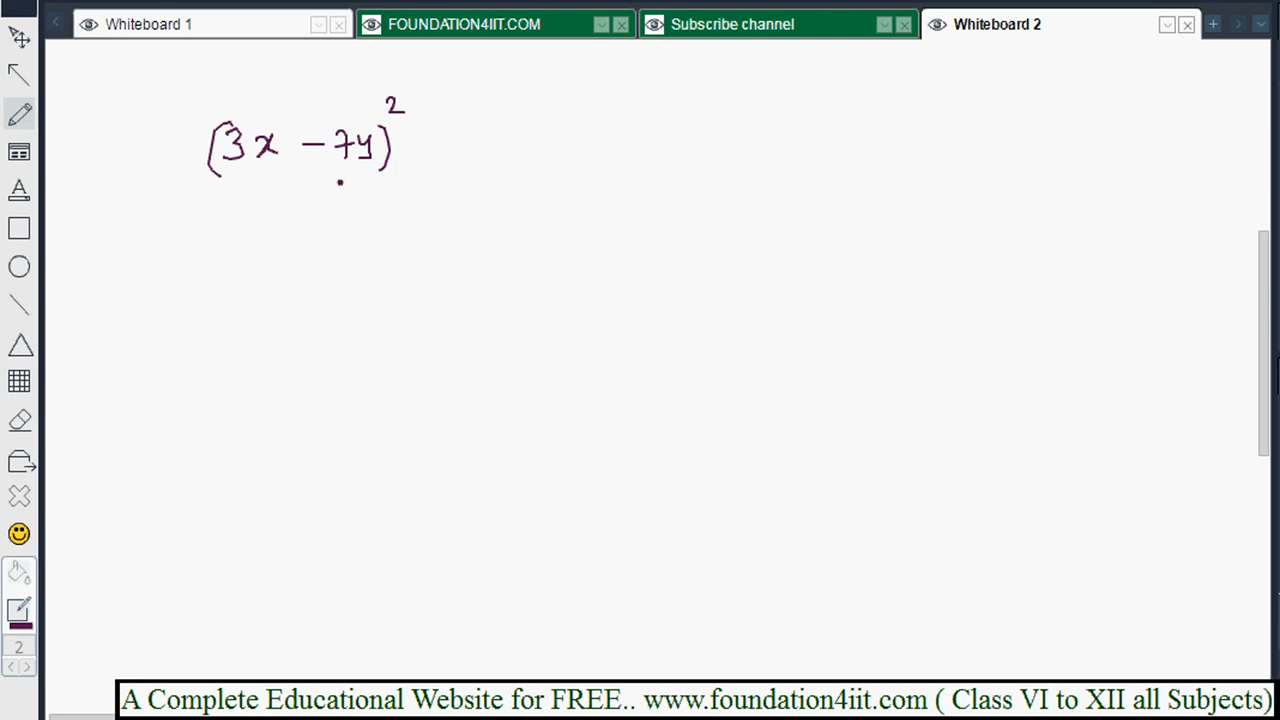 Whiteboard 1 FOUNDATION4IIT.COM Subscribe channel Whiteboard 2
(3x - 7y)²
2
A Complete Educational Website for FREE.. www.foundation4iit.com ( Class VI to XII all Subjects)